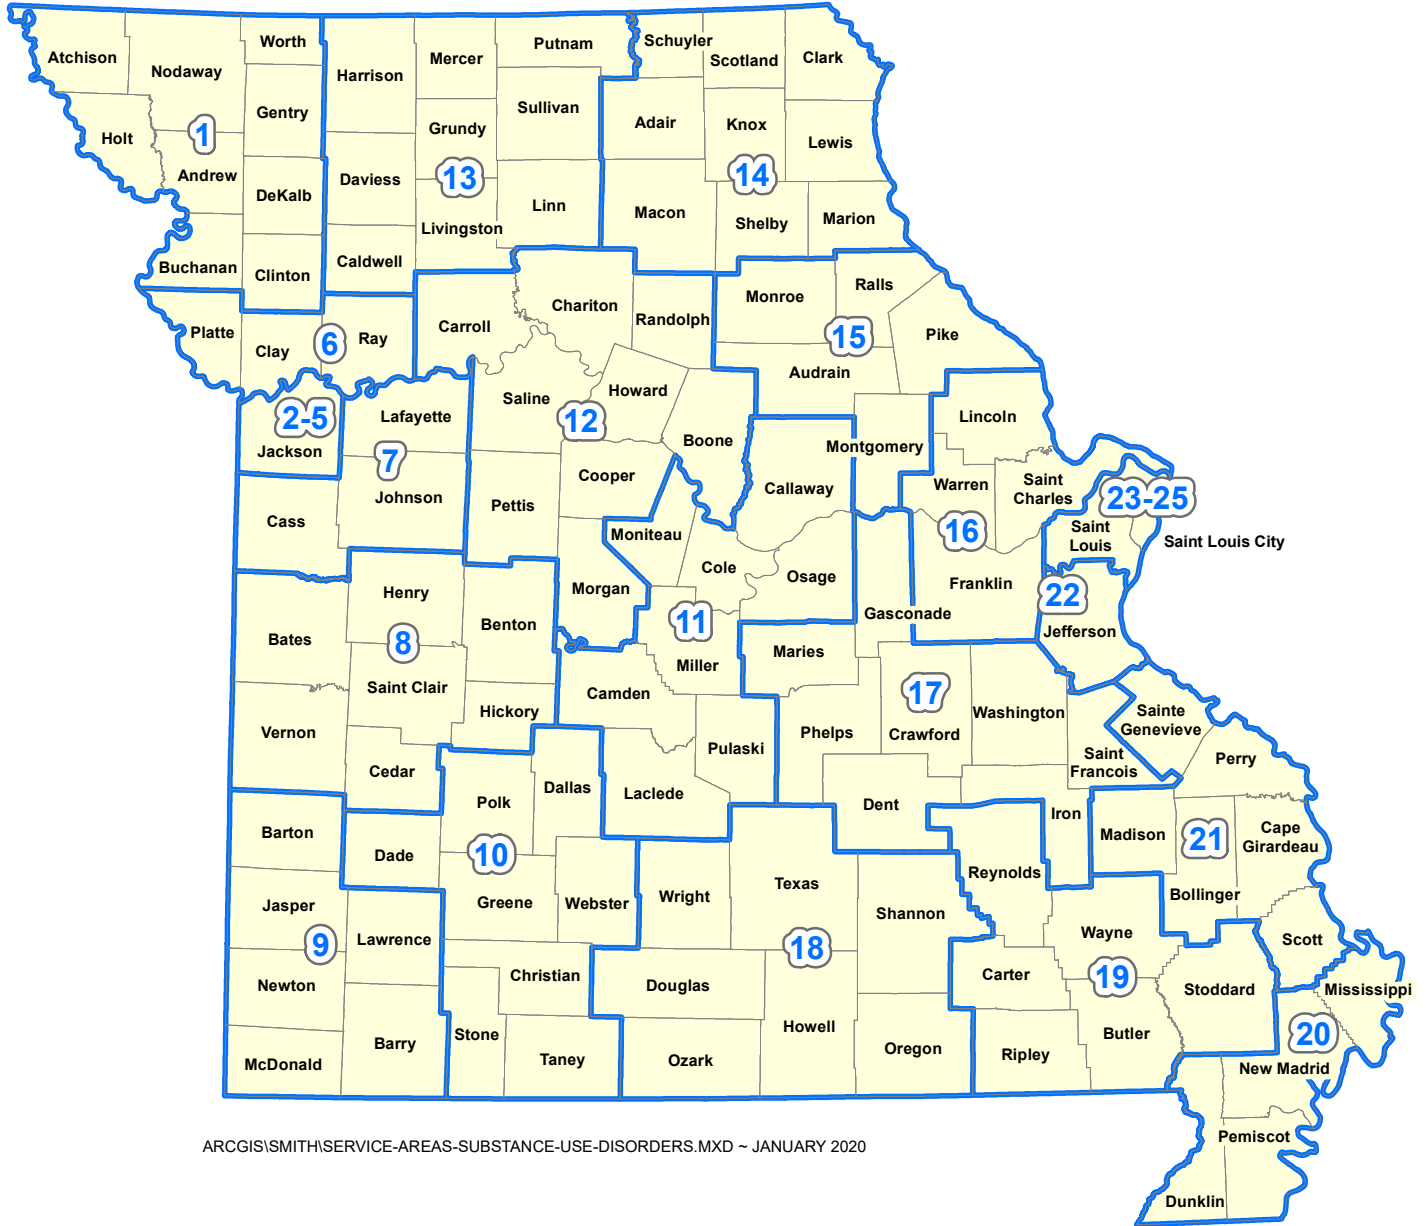 Worth
Putnam
Schuyler
Atchison
Nodaway
Harrison
Mercer
Scotland
Clark
Gentry
Sullivan
Holt
1
Grundy
Adair
Knox
Lewis
Andrew
DeKalb
Daviess
13
14
Linn
Macon
Shelby
Marion
Livingston
Buchanan
Clinton
Caldwell
Chariton
Monroe
Ralls
Platte
Clay
6
Ray
Carroll
Randolph
15
Pike
Audrain
2-5
Jackson
Lafayette
Saline
12
Howard
Lincoln
7
Johnson
Boone
Montgomery
Cooper
Callaway
Warren
Saint
Charles
23-25
Cass
Pettis
Moniteau
16
Saint
Louis
Saint Louis City
Henry
Morgan
Cole
Osage
Franklin
22
Jefferson
Bates
8
Benton
11
Gasconade
Miller
Maries
Saint Clair
Camden
17
Hickory
Vernon
Phelps
Crawford
Washington
Sainte
Genevieve
Pulaski
Saint
Francois
Perry
Cedar
Polk
Dallas
Laclede
Dent
Iron
Barton
Dade
10
Madison
21
Cape
Girardeau
Jasper
Greene
Webster
Wright
Texas
Reynolds
Bollinger
9
Lawrence
Shannon
Wayne
Scott
18
Christian
Carter
19
Newton
Douglas
Stoddard
Mississippi
Stone
Howell
Butler
20
McDonald
Barry
Taney
Ozark
Oregon
Ripley
New Madrid
Pemiscot
Dunklin
ARCGIS\SMITH\SERVICE-AREAS-SUBSTANCE-USE-DISORDERS.MXD ~ JANUARY 2020